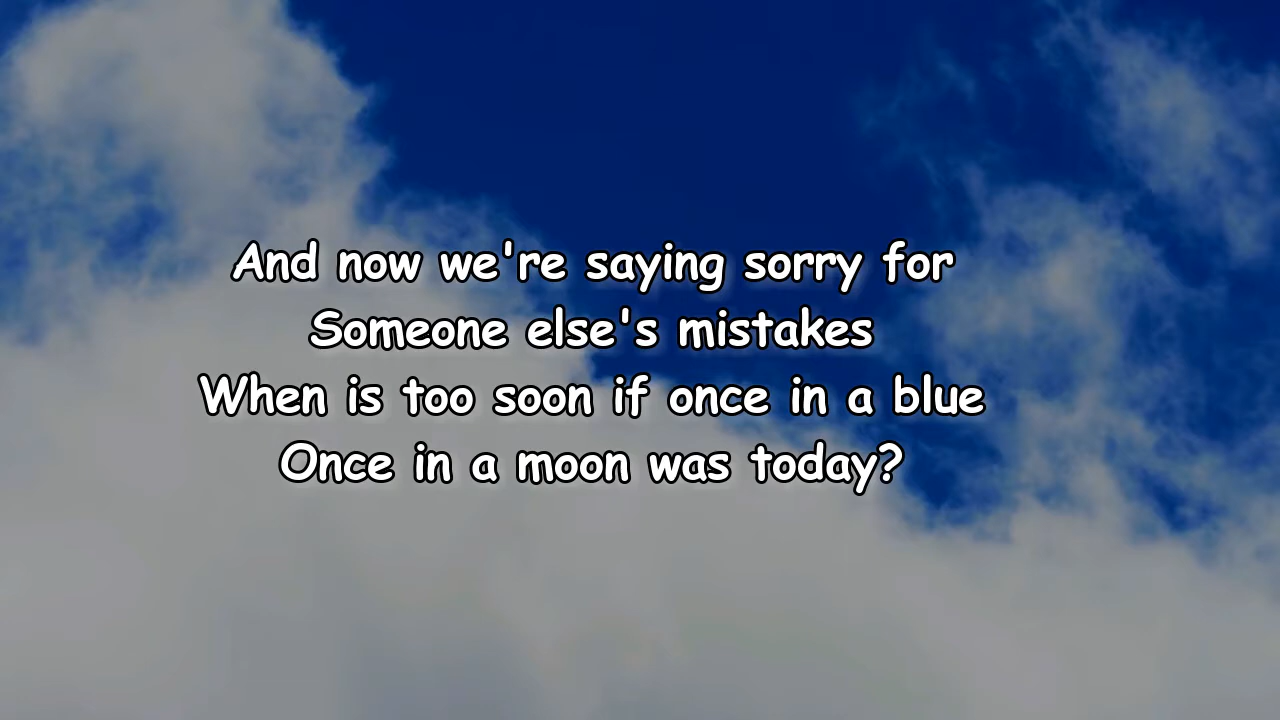 And now we're saying sorry for
Someone else's mistakes
When is too soon if once in a blue
Once in a moon was today?